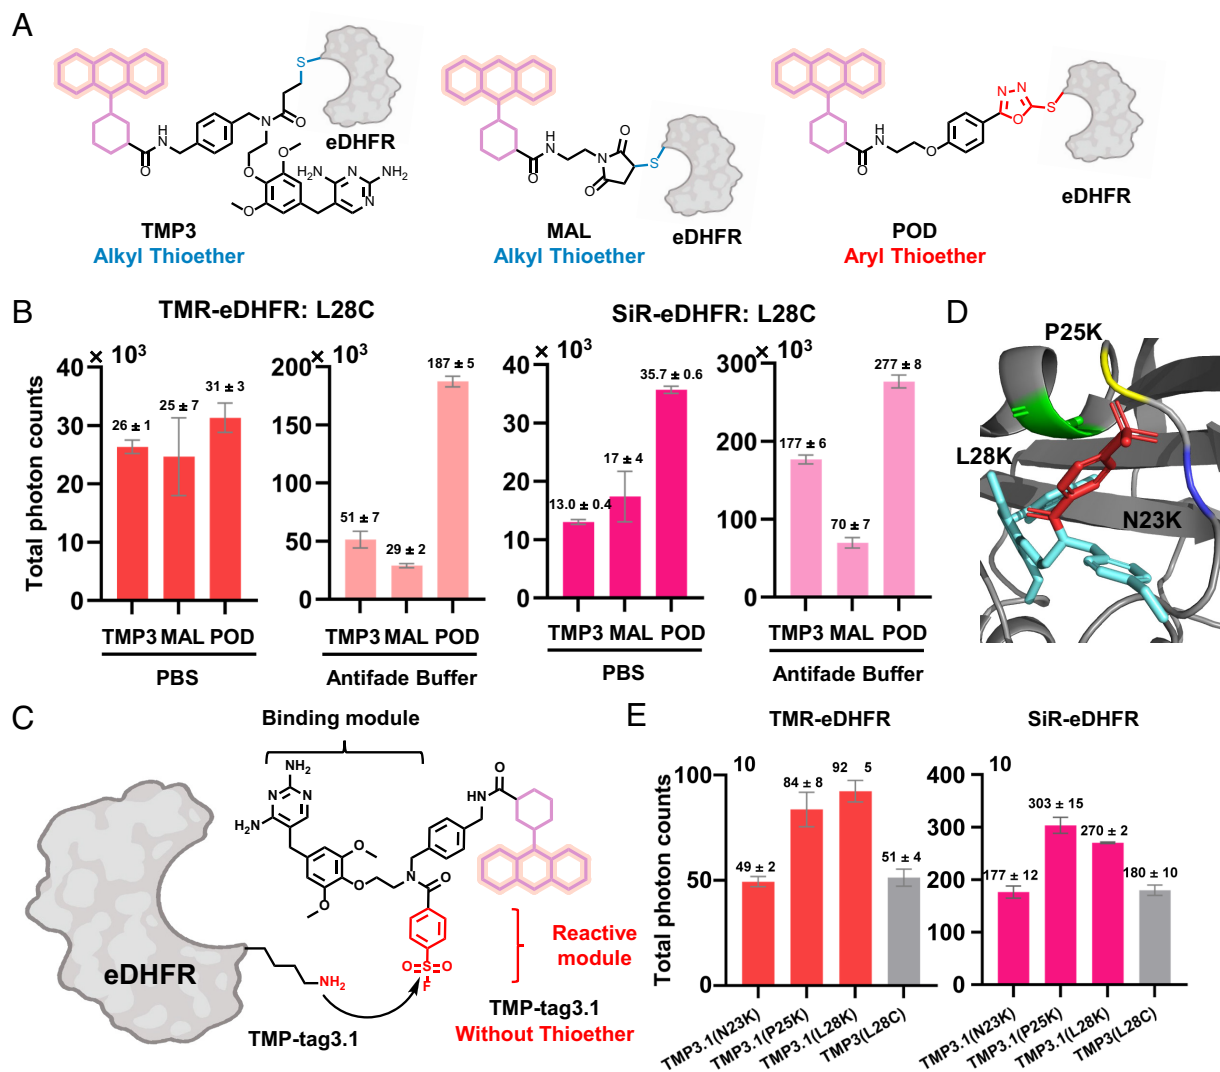 A
S
O
N
eDHFR
H
N
O
O
O
O
H₂N
N
NH₂
N
TMP3
Alkyl Thioether
H
N
O
O
N
O
S
eDHFR
MAL
Alkyl Thioether
N N
O
S
H
N
O
O
eDHFR
POD
Aryl Thioether
B
TMR-eDHFR: L28C
SiR-eDHFR: L28C
Total photon counts
× 10³
40
30
20
10
0
26 ± 1
25 ± 7
31 ± 3
TMP3 MAL POD
PBS
× 10³
200
150
100
50
0
51 ± 7
29 ± 2
187 ± 5
TMP3 MAL POD
Antifade Buffer
× 10³
40
30
20
10
0
13.0 ± 0.4
17 ± 4
35.7 ± 0.6
TMP3 MAL POD
PBS
× 10³
300
200
100
0
177 ± 6
70 ± 7
277 ± 8
TMP3 MAL POD
Antifade Buffer
D
P25K
L28K
N23K
C
Binding module
NH₂
N
N
H₂N
O
O
O
N
O
HN
O
O=S=O
F
NH₂
eDHFR
TMP-tag3.1
Reactive
module
TMP-tag3.1
Without Thioether
E
TMR-eDHFR
SiR-eDHFR
Total photon counts
10
100
50
0
49 ± 2
84 ± 8
92 5
51 ± 4
TMP3.1(N23K)
TMP3.1(P25K)
TMP3.1(L28K)
TMP3(L28C)
10
400
300
200
100
0
177 ± 12
303 ± 15
270 ± 2
180 ± 10
TMP3.1(N23K)
TMP3.1(P25K)
TMP3.1(L28K)
TMP3(L28C)